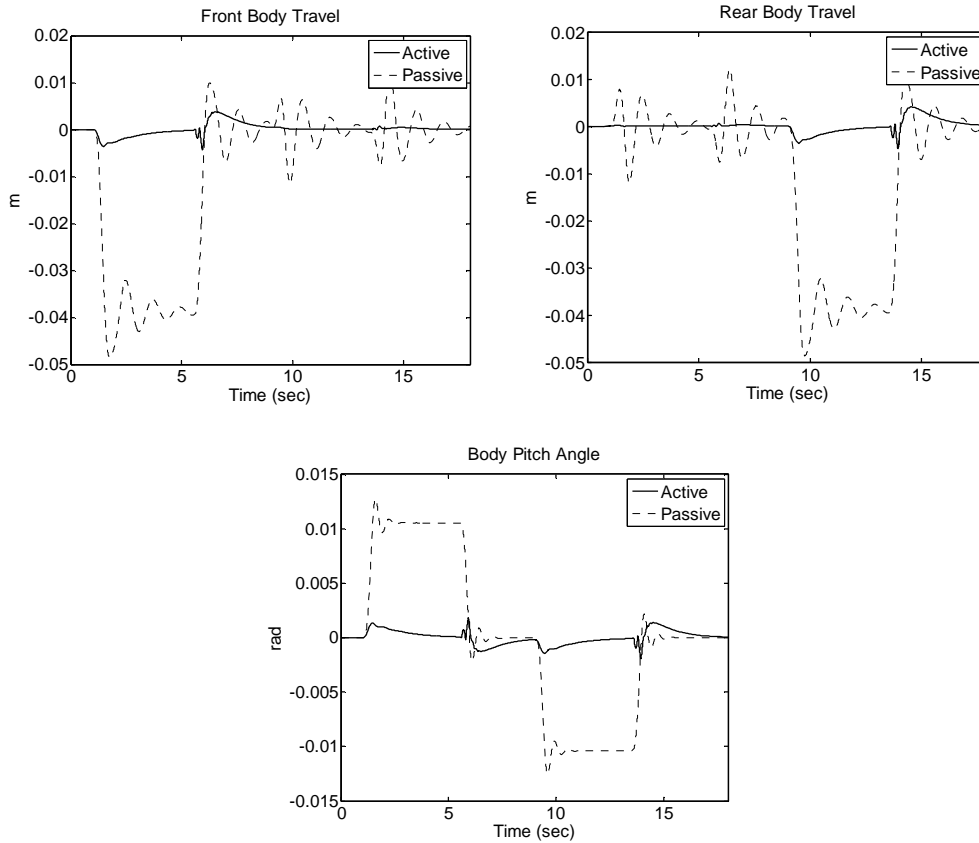 Front Body Travel
0.02
0.01
0
-0.01
-0.02
-0.03
-0.04
-0.05
m
0 5 10 15
Time (sec)
Active
Passive
Rear Body Travel
0.02
0.01
0
-0.01
-0.02
-0.03
-0.04
-0.05
m
0 5 10 15
Time (sec)
Active
Passive
Body Pitch Angle
0.015
0.01
0.005
0
-0.005
-0.01
-0.015
rad
0 5 10 15
Time (sec)
Active
Passive